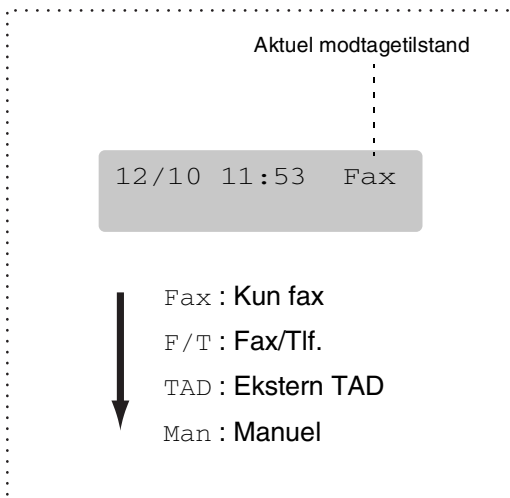 Aktuel modtagetilstand
12/10 11:53 Fax
Fax : Kun fax
F/T : Fax/Tlf.
TAD : Ekstern TAD
Man : Manuel